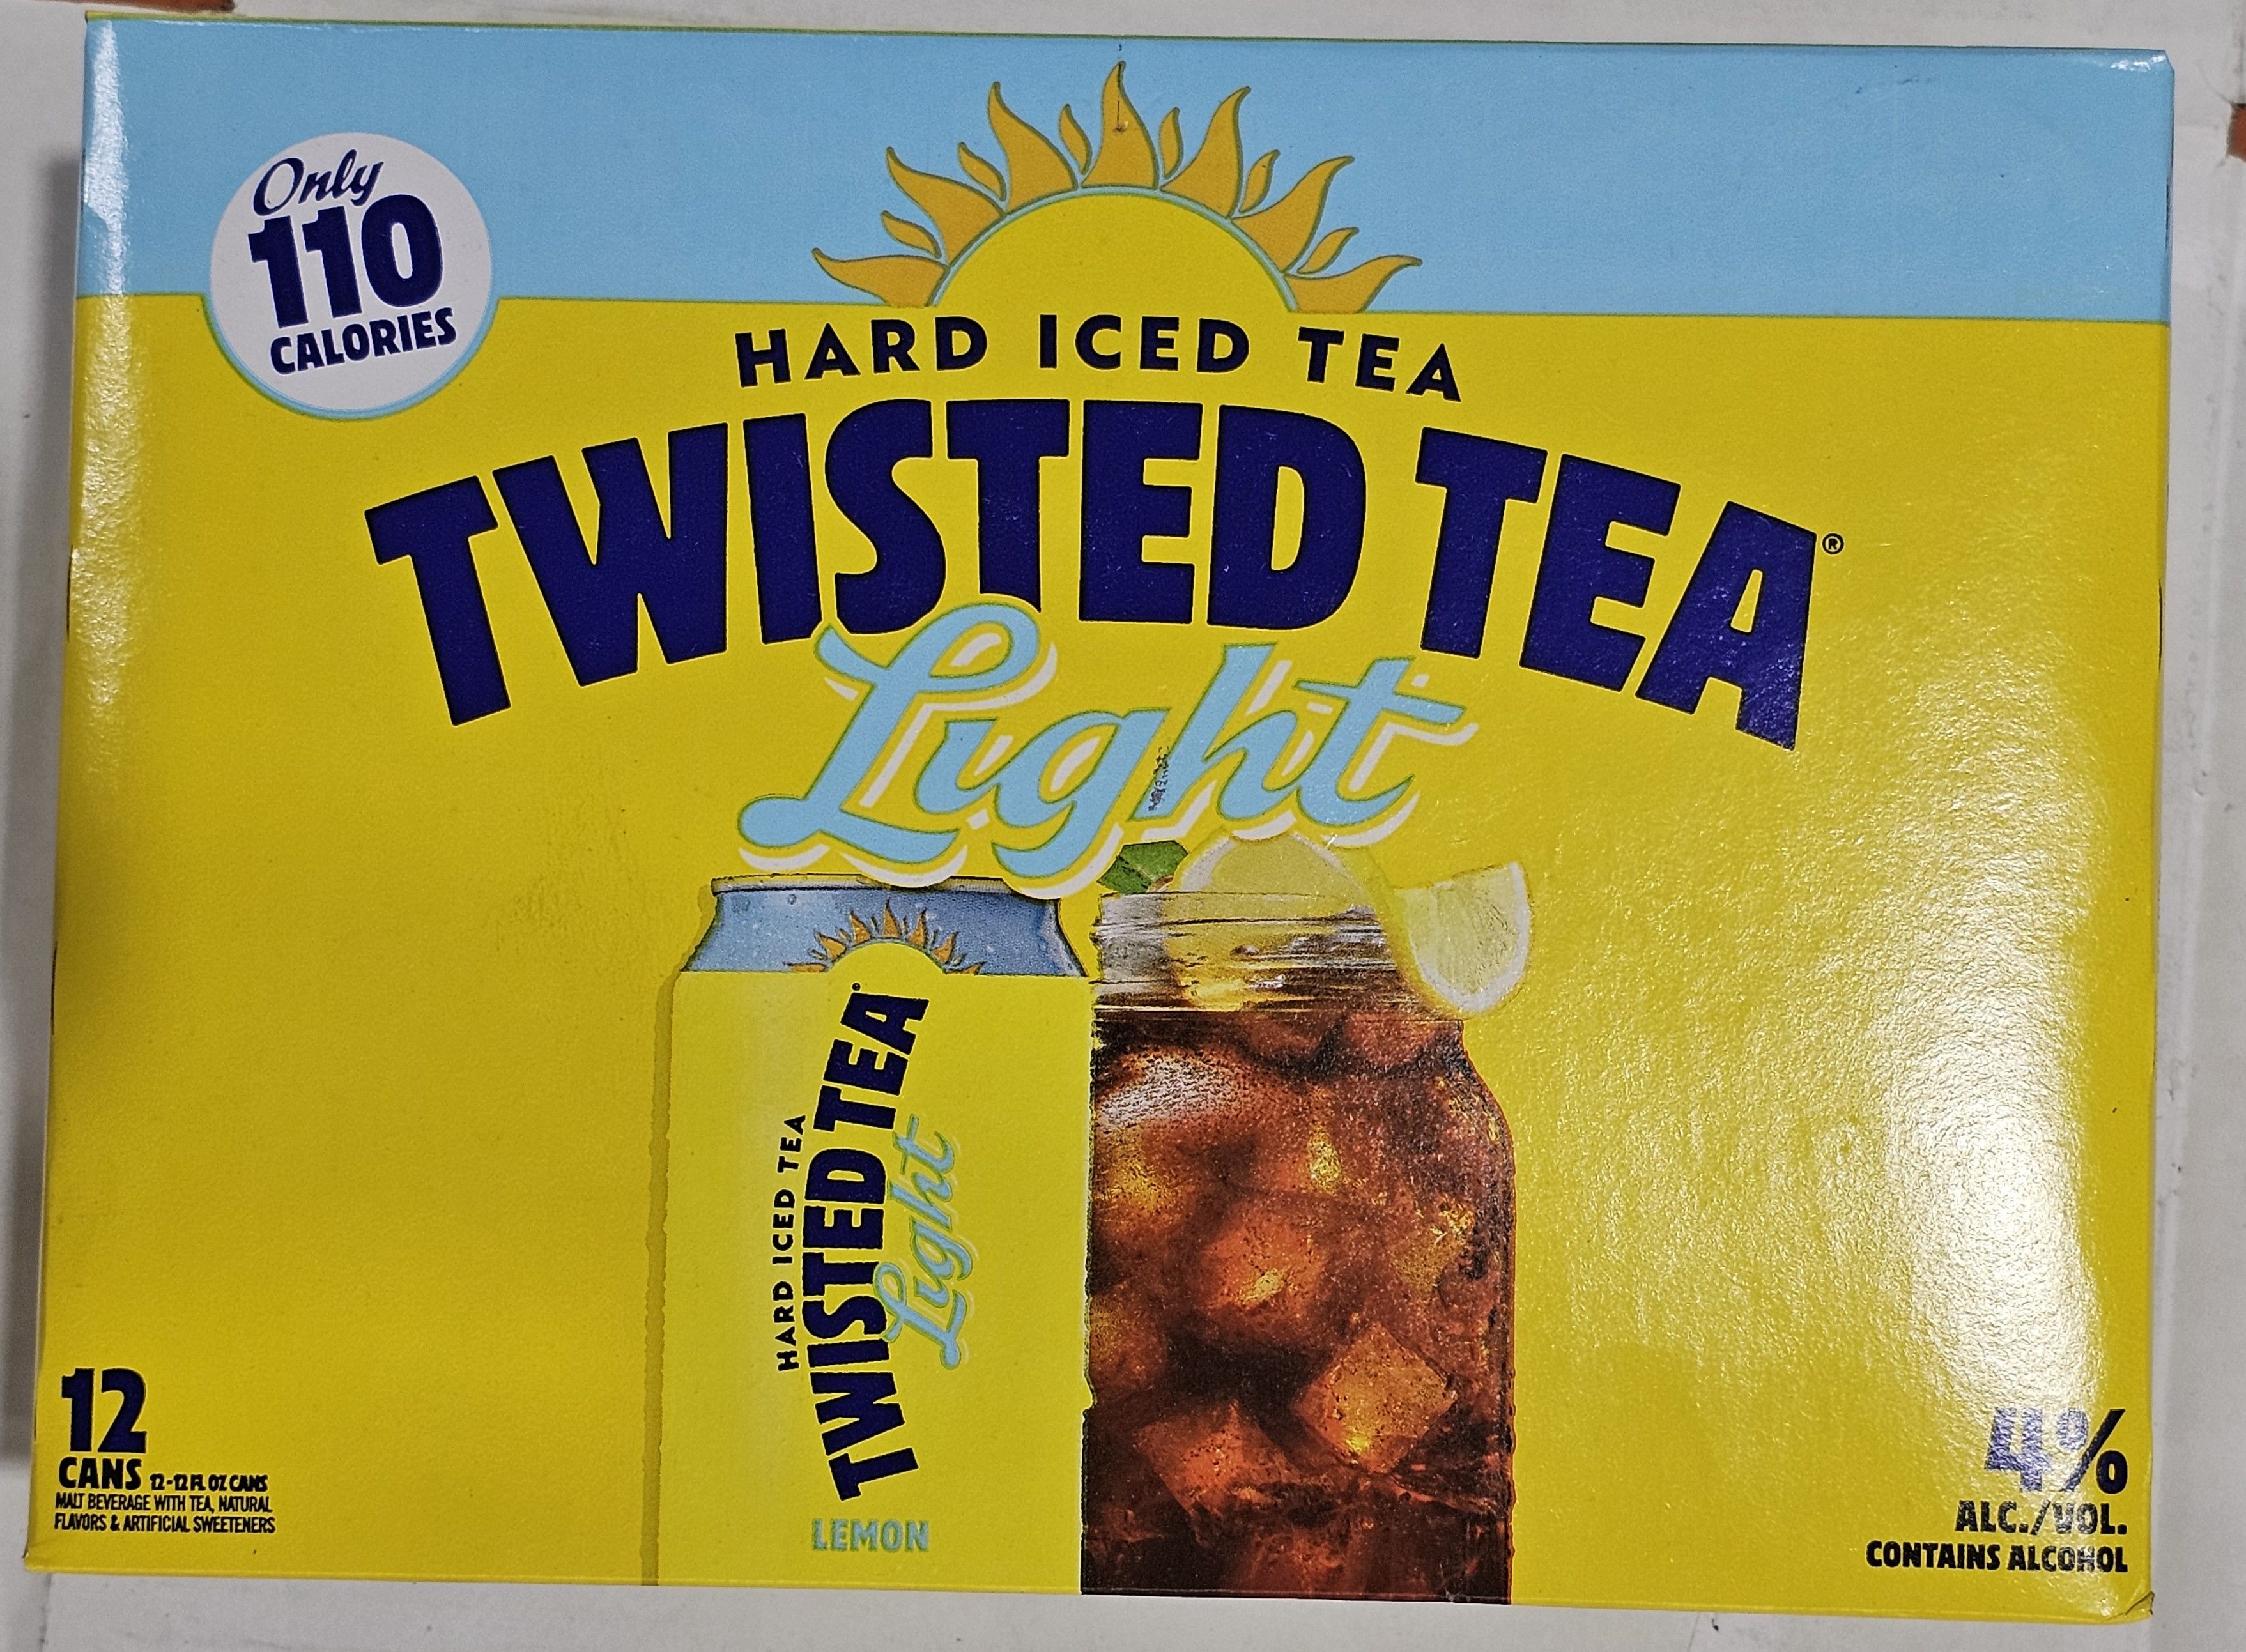 Only
110
CALORIES
HARD ICED TEA
TWISTED TEA®
Light
HARD ICED TEA
TWISTED TEA®
Light
LEMON
12
CANS 12-12 FL OZ CANS
MALT BEVERAGE WITH TEA, NATURAL
FLAVORS & ARTIFICIAL SWEETENERS
4%
ALC./VOL.
CONTAINS ALCOHOL